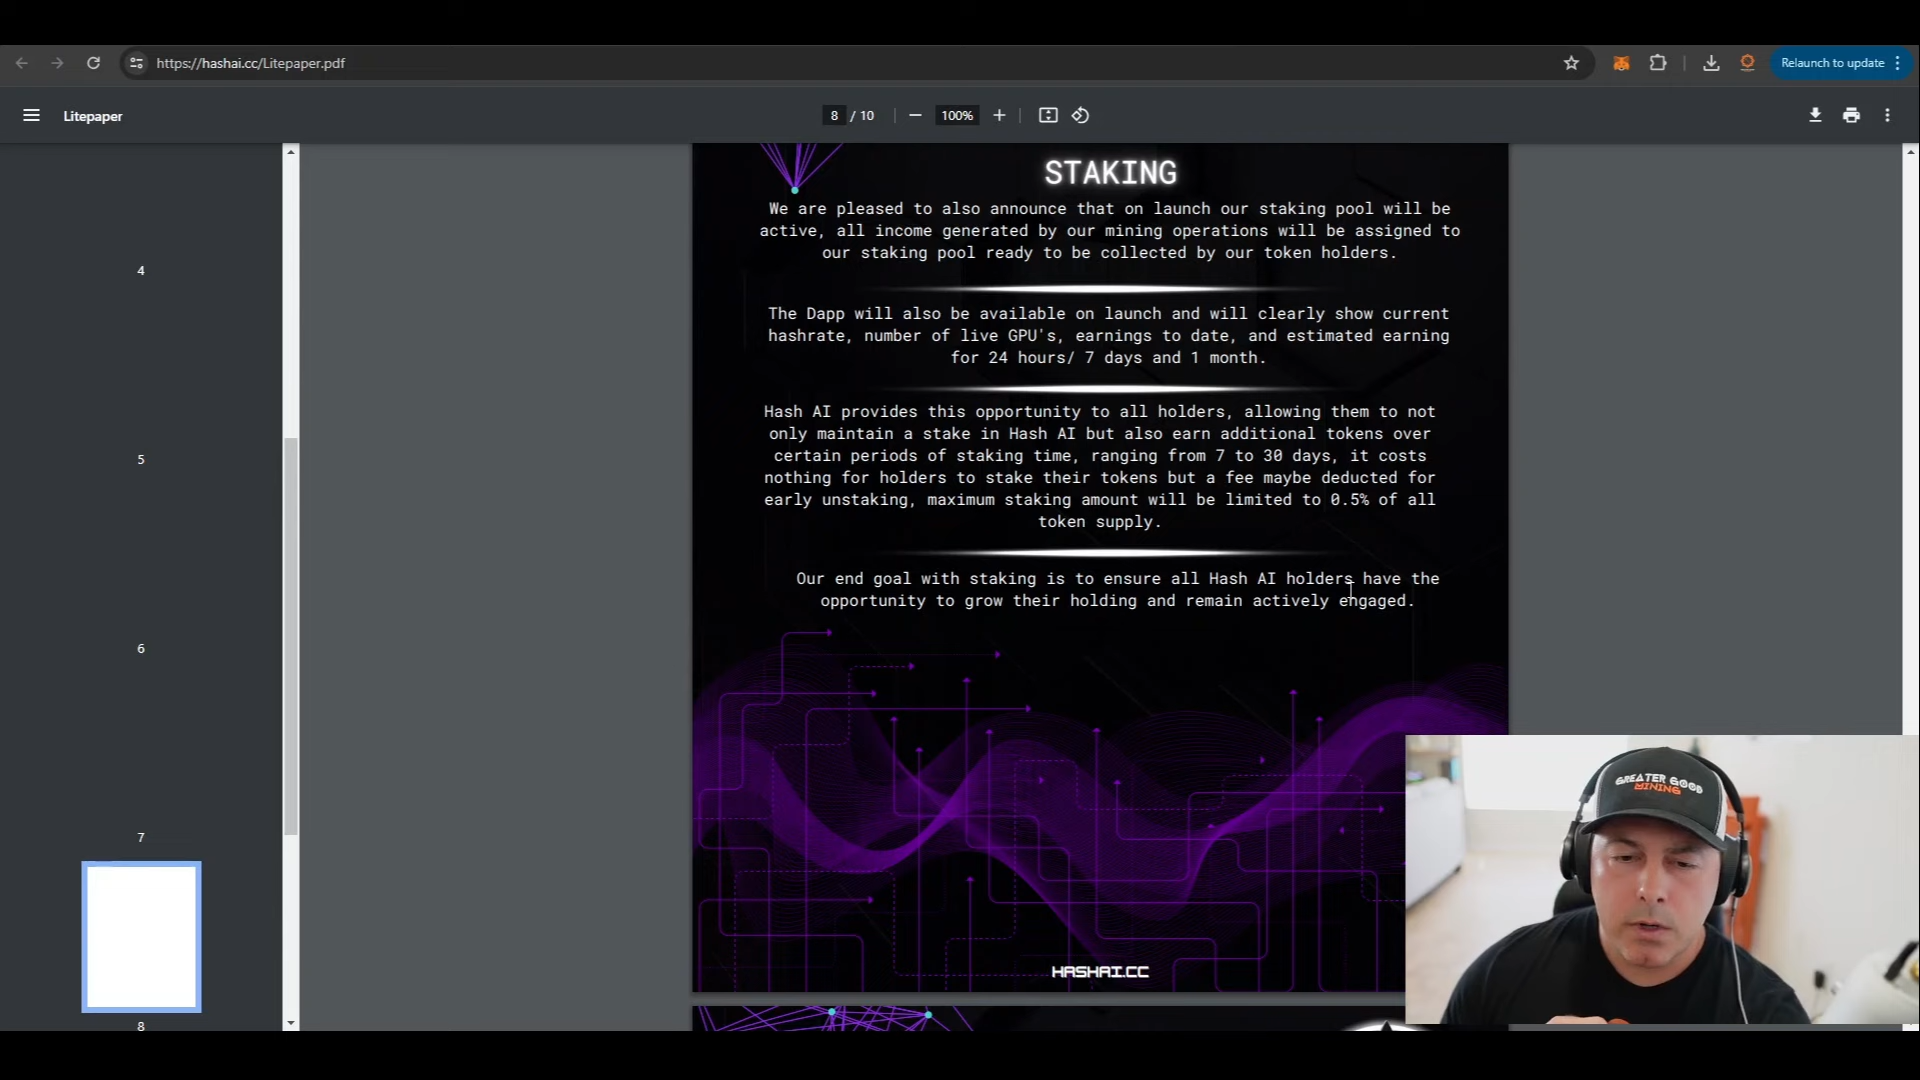 https://hashai.cc/Litepaper.pdf
Relaunch to update
Litepaper
8 / 10
100%
4
5
6
7
8
STAKING
We are pleased to also announce that on launch our staking pool will be
active, all income generated by our mining operations will be assigned to
our staking pool ready to be collected by our token holders.
The Dapp will also be available on launch and will clearly show current
hashrate, number of live GPU's, earnings to date, and estimated earning
for 24 hours/ 7 days and 1 month.
Hash AI provides this opportunity to all holders, allowing them to not
only maintain a stake in Hash AI but also earn additional tokens over
certain periods of staking time, ranging from 7 to 30 days, it costs
nothing for holders to stake their tokens but a fee maybe deducted for
early unstaking, maximum staking amount will be limited to 0.5% of all
token supply.
Our end goal with staking is to ensure all Hash AI holders have the
opportunity to grow their holding and remain actively engaged.
HASHAI.CC
GREATER GOOD
MINING